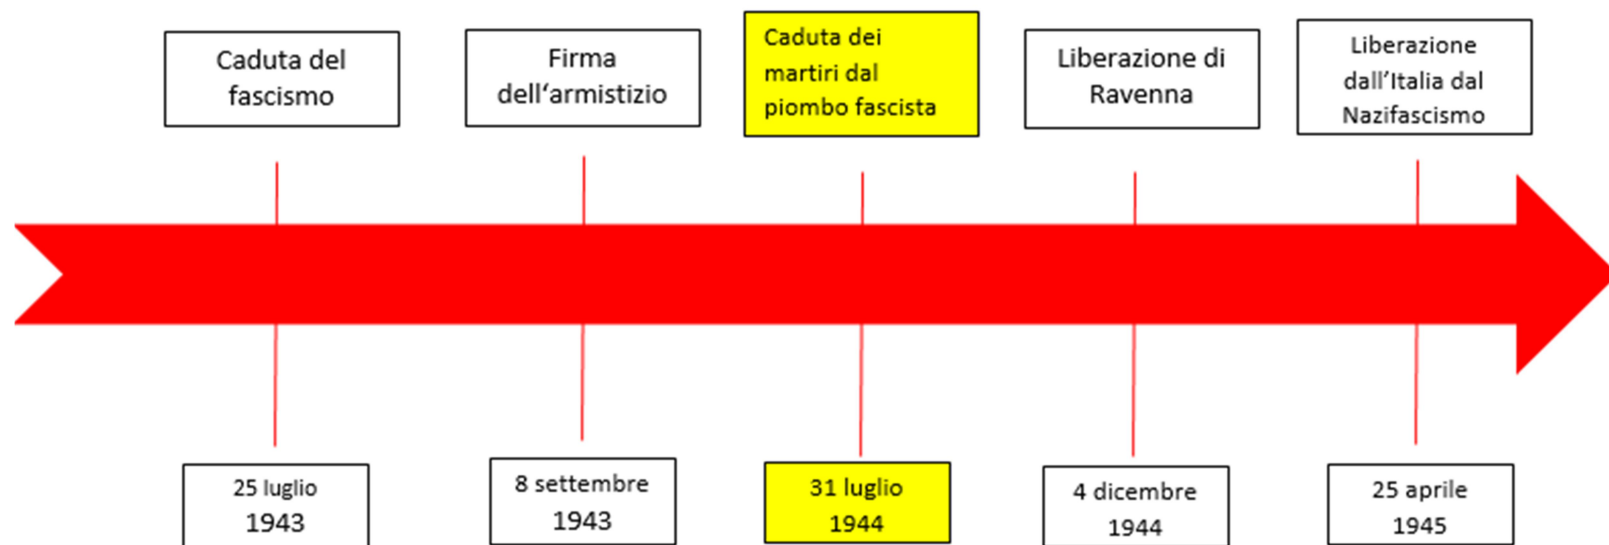 Caduta del
fascismo
Firma
dell‘armistizio
Caduta dei
martiri dal
piombo fascista
Liberazione di
Ravenna
Liberazione
dall’Italia dal
Nazifascismo
25 luglio
1943
8 settembre
1943
31 luglio
1944
4 dicembre
1944
25 aprile
1945